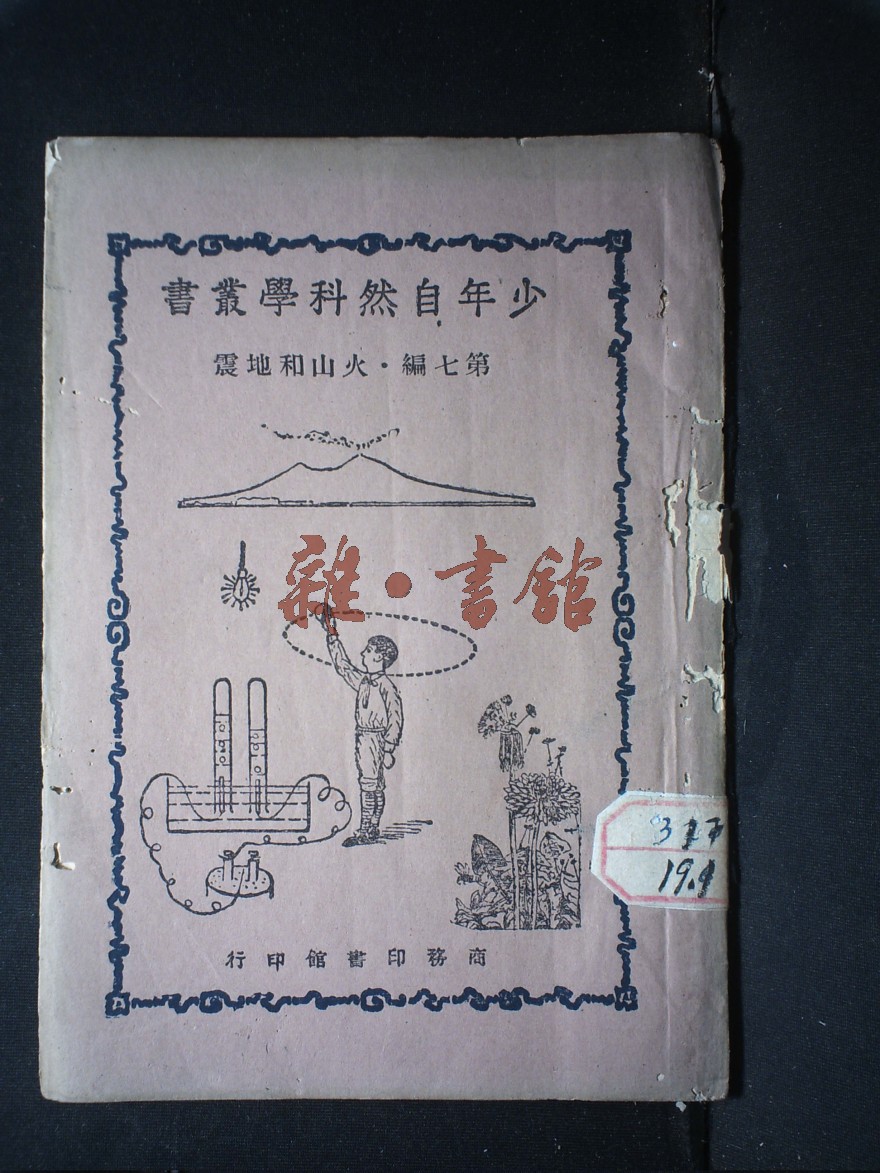 少年自然科學叢書
第七編·火山和地震
雜·書館
商務印書館印行
19.1